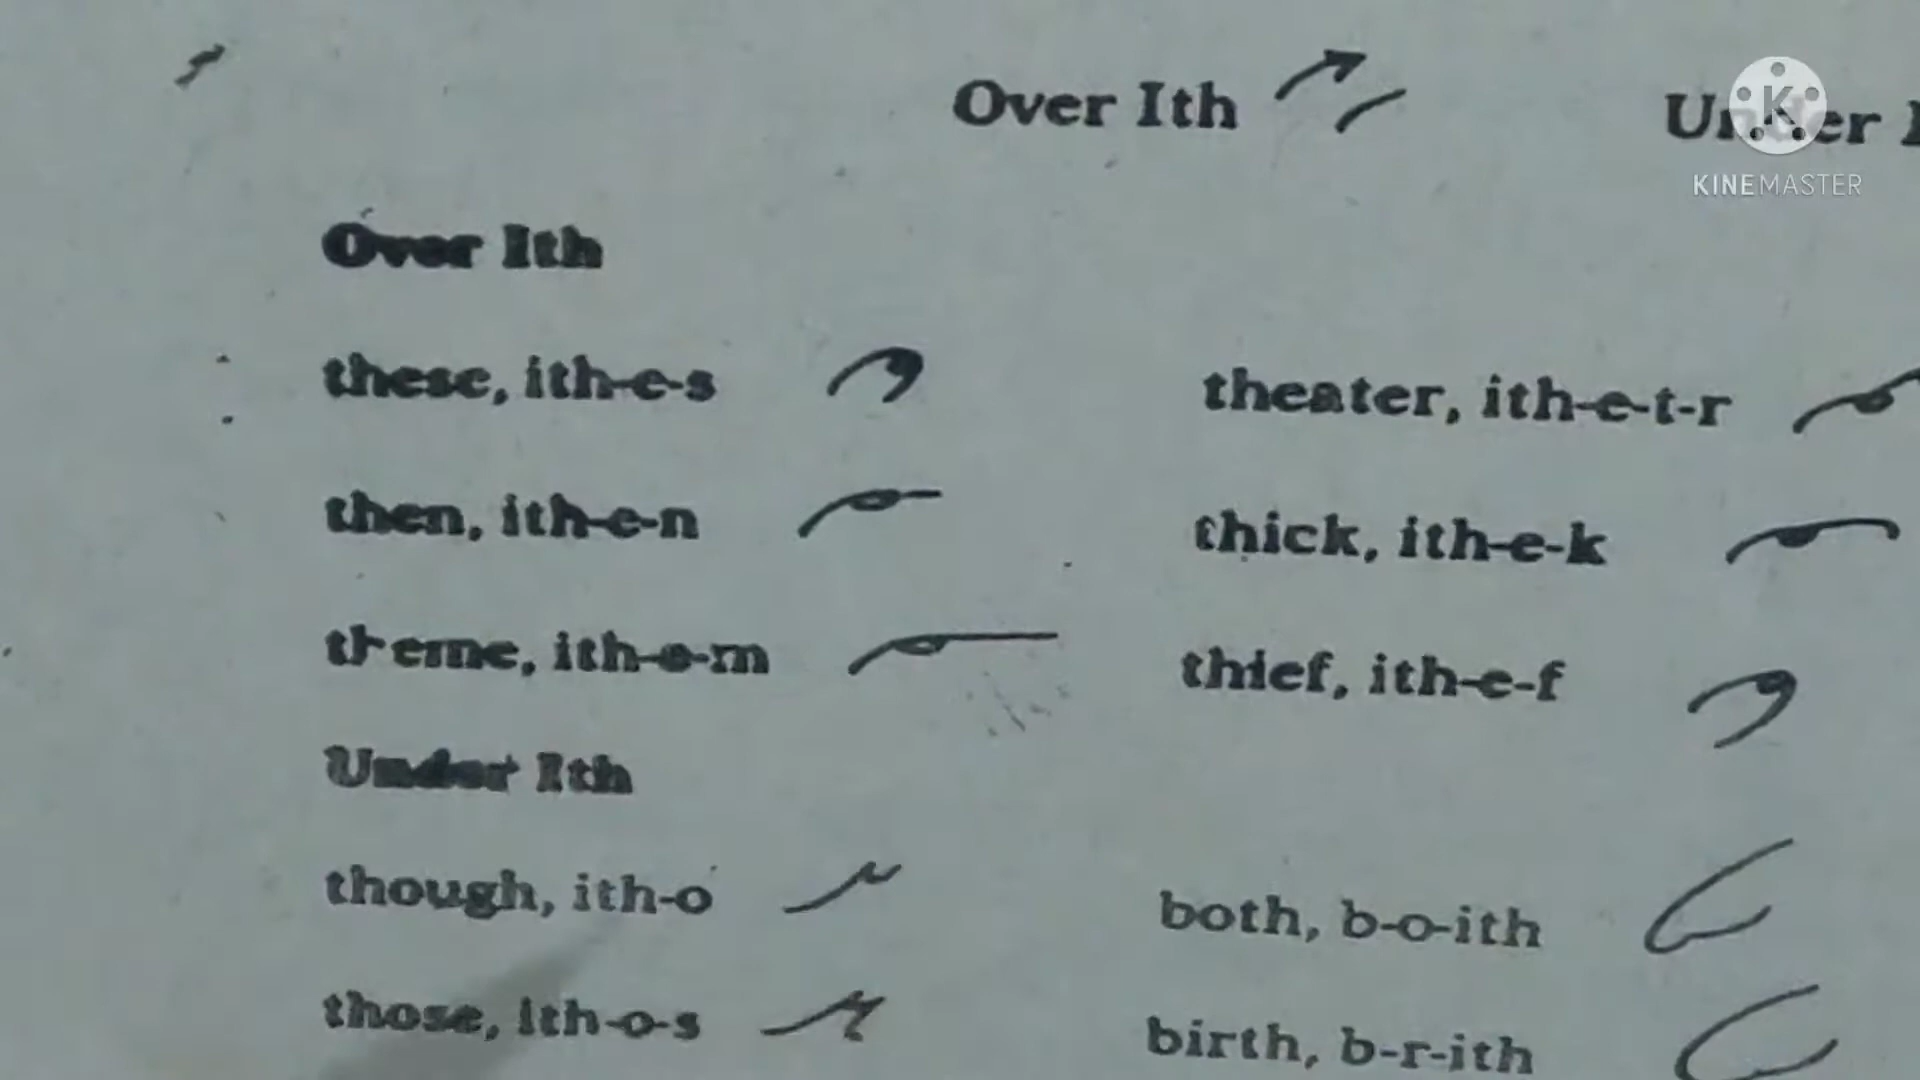 Over Ith
KINEMASTER
Over Ith
these, ith-e-s
theater, ith-e-t-r
then, ith-e-n
thick, ith-e-k
theme, ith-e-m
thief, ith-e-f
Under Ith
though, ith-o
both, b-o-ith
those, ith-o-s
birth, b-r-ith